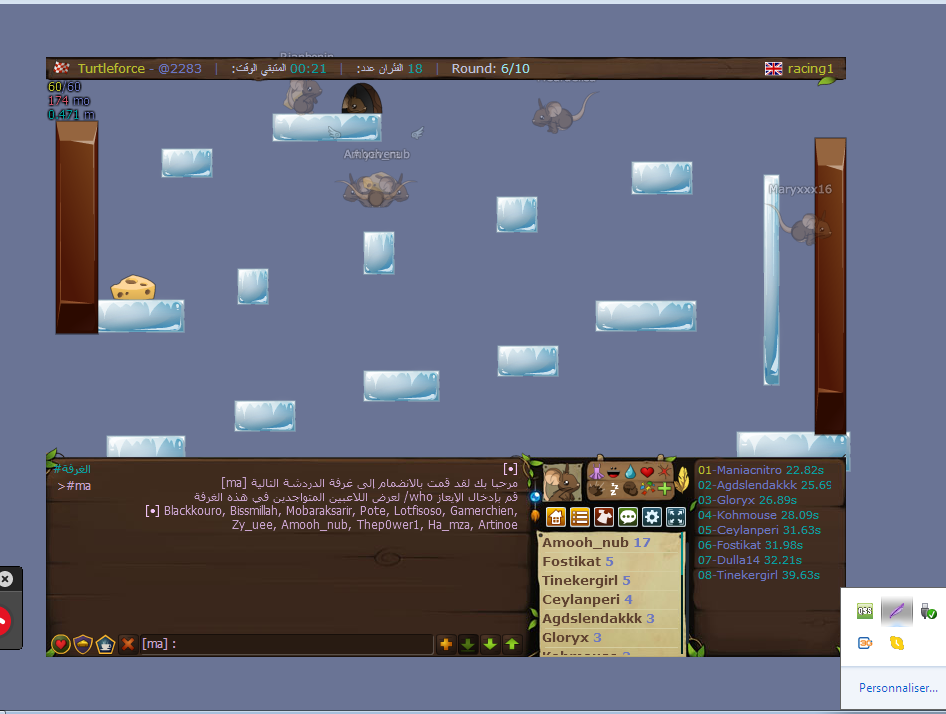 Turtleforce - @2283 | المتبقي الوقت: 00:21 | الفئران عدد: 18 | Round: 6/10
racing1
60/60
174 mo
0.471 m
Maryxxx16
#الغرفة
>#ma
[•]
مرحبا بك لقد قمت بالانضمام إلى غرفة الدردشة التالية [ma]
قم بإدخال الإيعاز who/ لعرض اللاعبين المتواجدين في هذه الغرفة
[•] Blackkouro, Bissmillah, Mobaraksarir, Pote, Lotfisoso, Gamerchien,
Zy_uee, Amooh_nub, Thep0wer1, Ha_mza, Artinoe
[ma] :
Amooh_nub 17
Fostikat 5
Tinekergirl 5
Ceylanperi 4
Agdslendakkk 3
Gloryx 3
01-Maniacnitro 22.82s
02-Agdslendakkk 25.69
03-Gloryx 26.89s
04-Kohmouse 28.09s
05-Ceylanperi 31.63s
06-Fostikat 31.98s
07-Dulla14 32.21s
08-Tinekergirl 39.63s
Personnaliser...